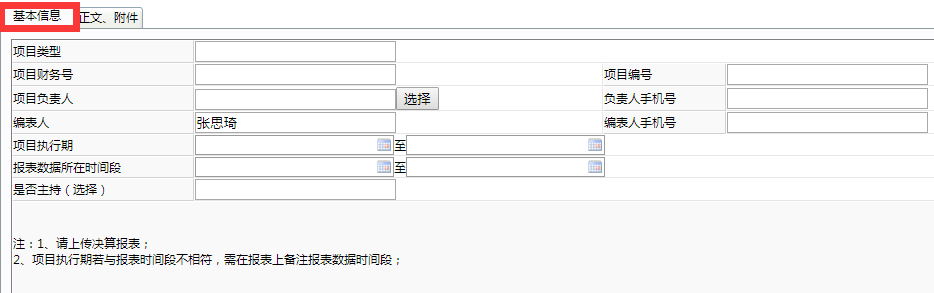 基本信息 正文、附件
项目类型
项目财务号 项目编号
项目负责人 选择 负责人手机号
编表人 张思琦 编表人手机号
项目执行期 至
报表数据所在时间段 至
是否主持（选择）
注：1、请上传决算报表；
2、项目执行期若与报表时间段不相符，需在报表上备注报表数据时间段；